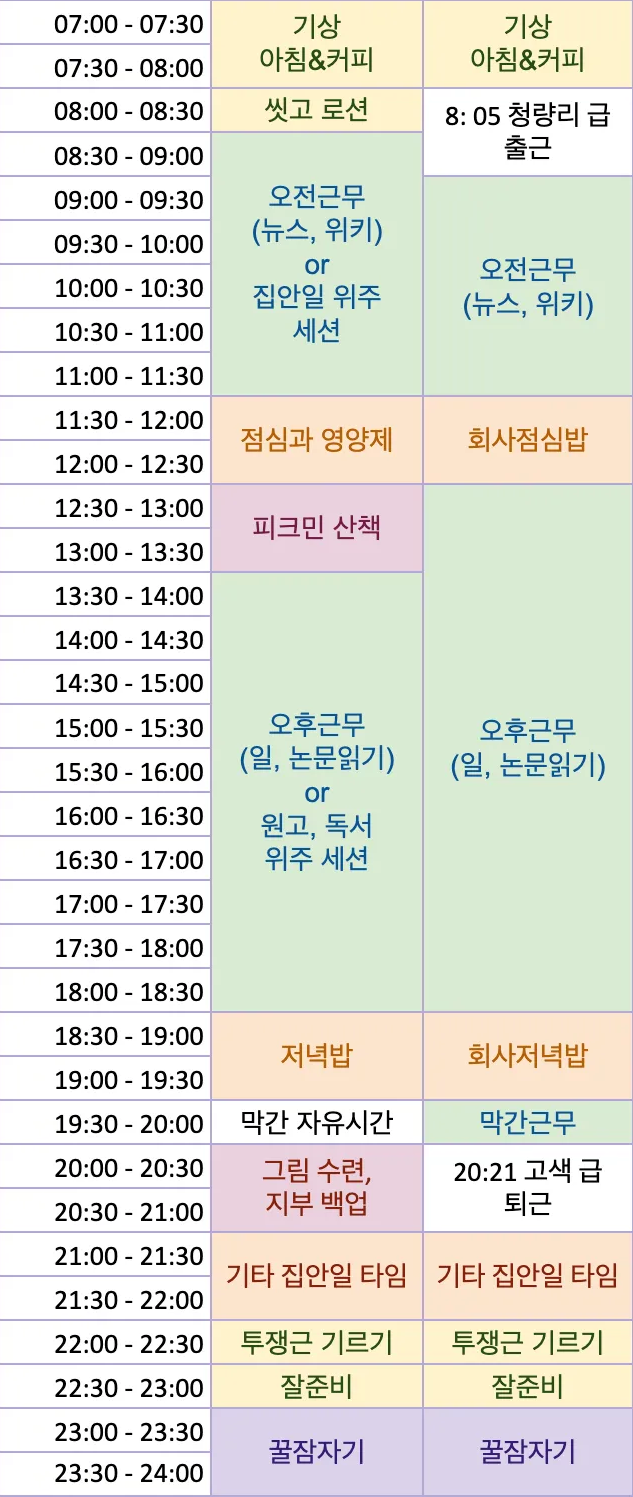 07:00 - 07:30
기상
아침&커피
기상
아침&커피
07:30 - 08:00
08:00 - 08:30
씻고 로션
8: 05 청량리 급
출근
08:30 - 09:00
오전근무
(뉴스, 위키)
or
집안일 위주
세션
09:00 - 09:30
오전근무
(뉴스, 위키)
09:30 - 10:00
10:00 - 10:30
10:30 - 11:00
11:00 - 11:30
11:30 - 12:00
점심과 영양제
회사점심밥
12:00 - 12:30
12:30 - 13:00
피크민 산책
오후근무
(일, 논문읽기)
13:00 - 13:30
13:30 - 14:00
오후근무
(일, 논문읽기)
or
원고, 독서
위주 세션
14:00 - 14:30
14:30 - 15:00
15:00 - 15:30
15:30 - 16:00
16:00 - 16:30
16:30 - 17:00
17:00 - 17:30
17:30 - 18:00
18:00 - 18:30
18:30 - 19:00
저녁밥
회사저녁밥
19:00 - 19:30
19:30 - 20:00
막간 자유시간
막간근무
20:00 - 20:30
그림 수련,
지부 백업
20:21 고색 급
퇴근
20:30 - 21:00
21:00 - 21:30
기타 집안일 타임
기타 집안일 타임
21:30 - 22:00
22:00 - 22:30
투쟁근 기르기
투쟁근 기르기
22:30 - 23:00
잘준비
잘준비
23:00 - 23:30
꿀잠자기
꿀잠자기
23:30 - 24:00